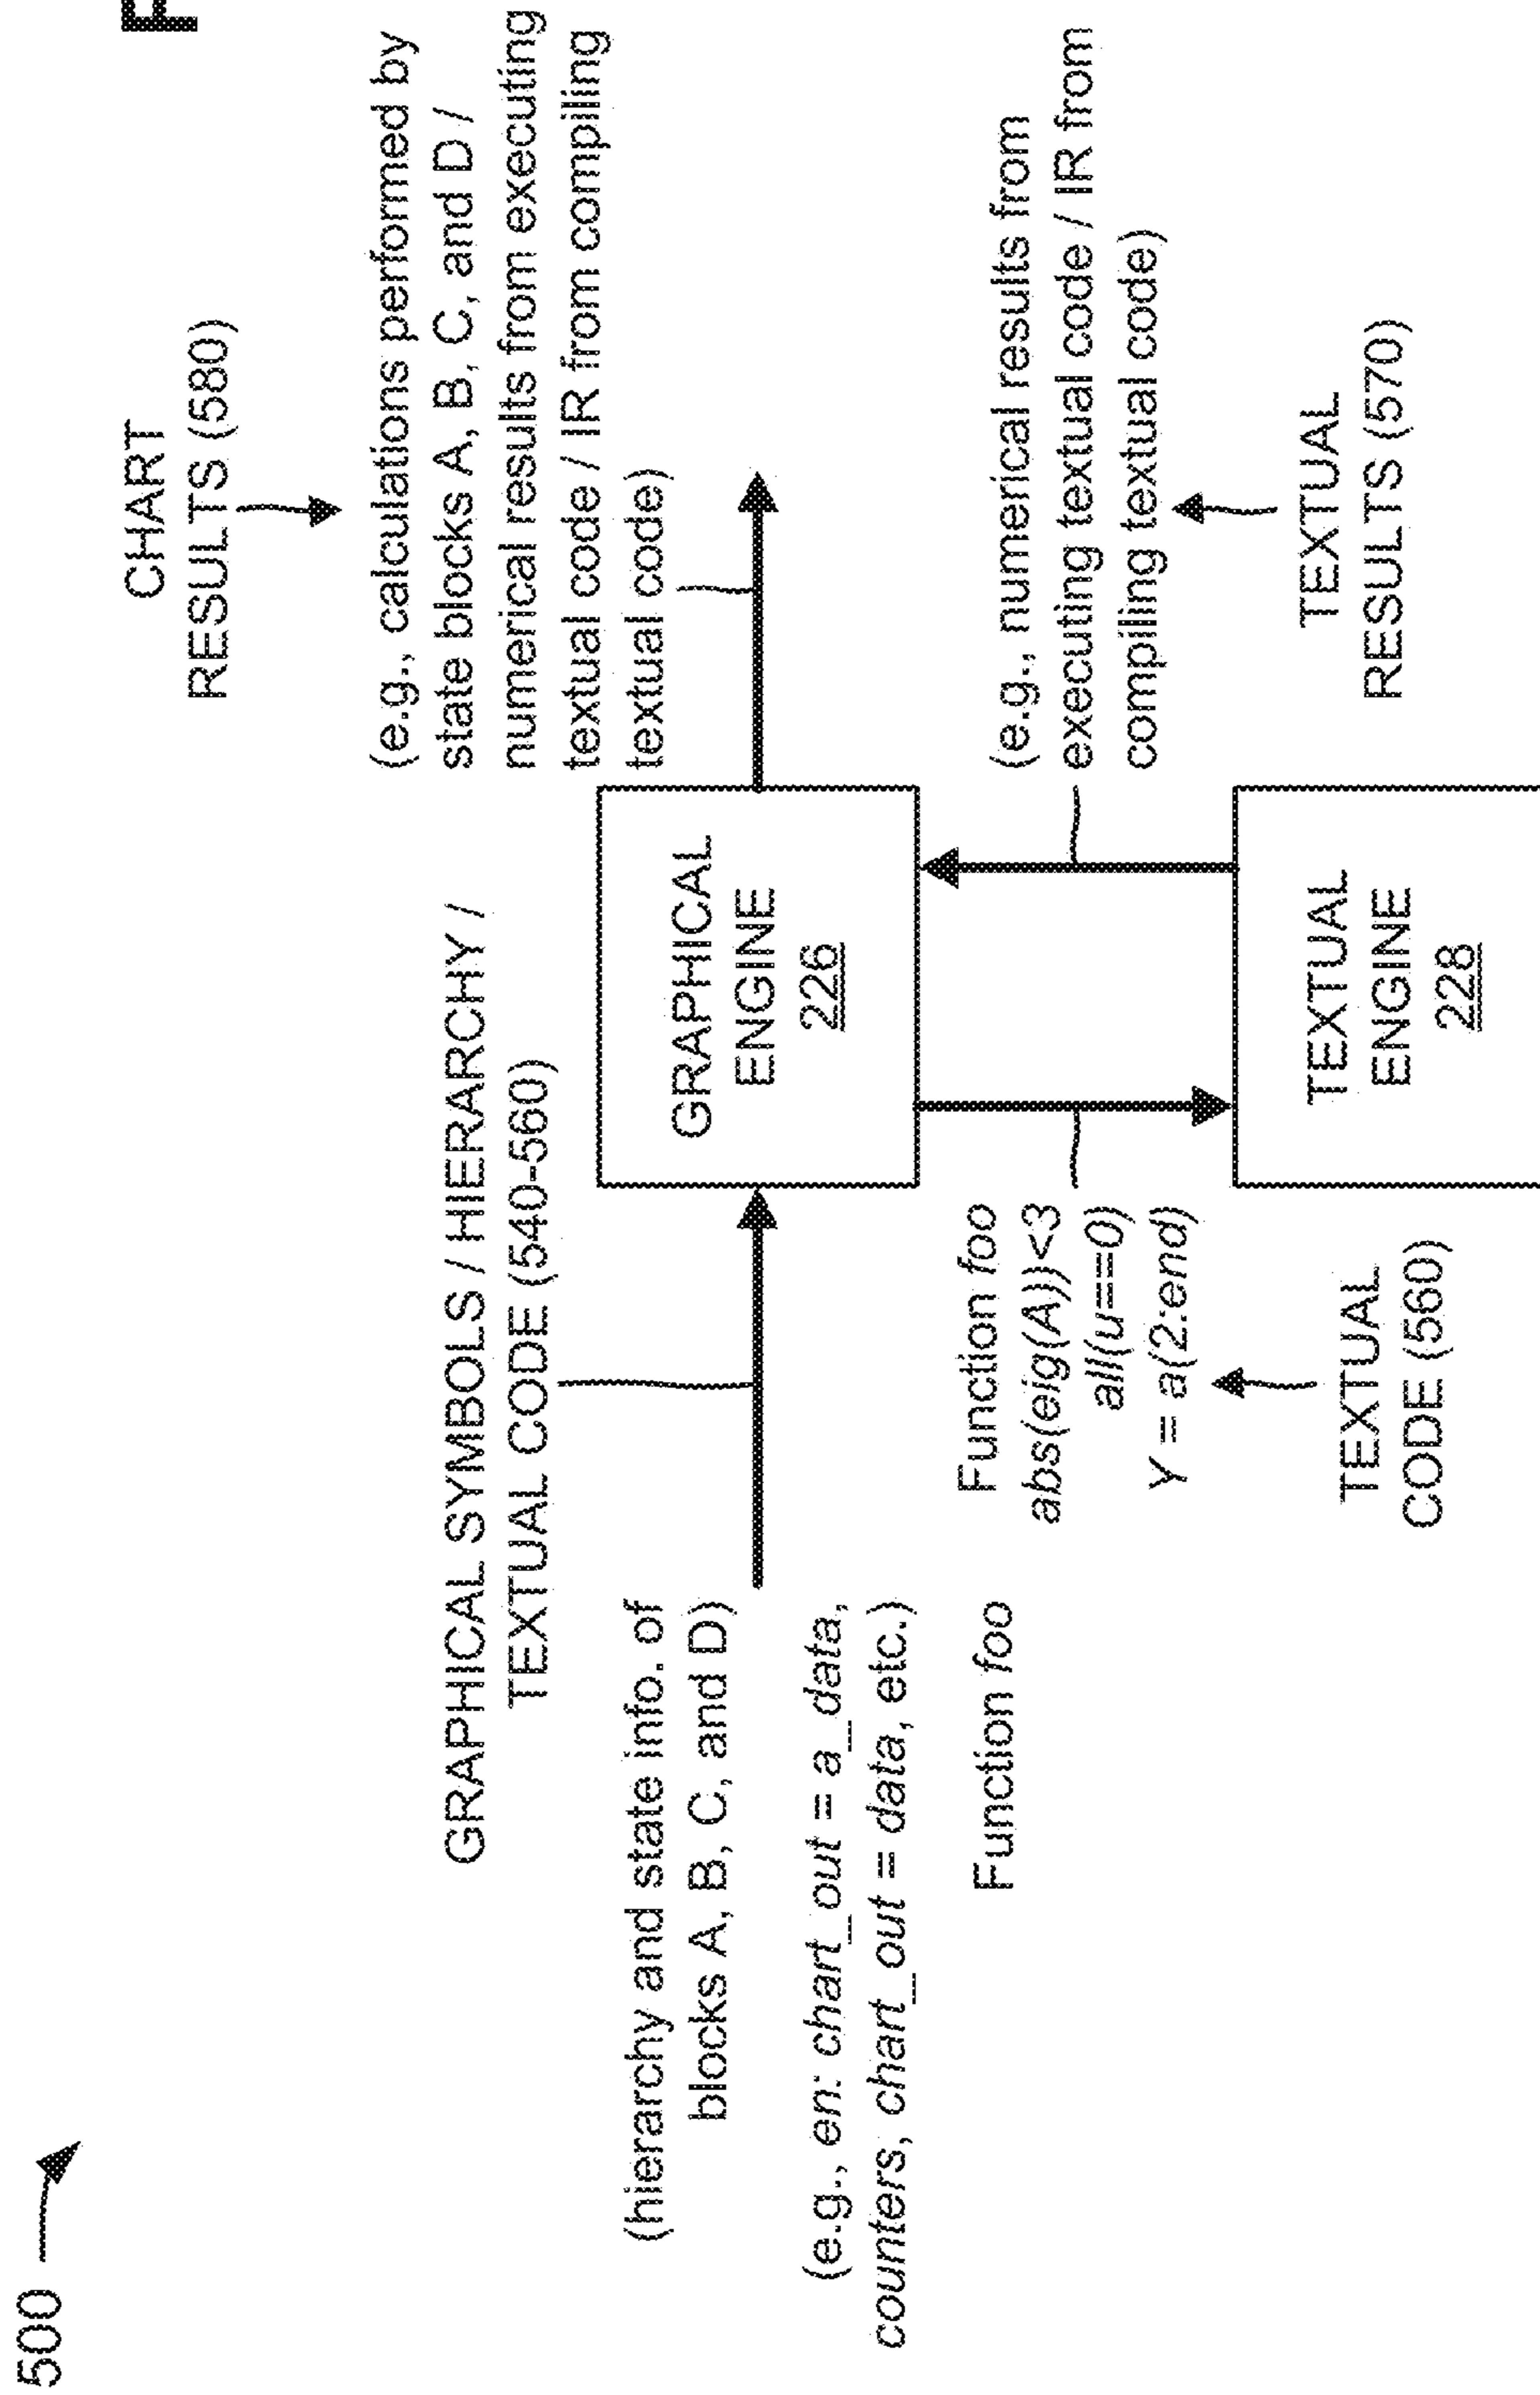 500
GRAPHICAL SYMBOLS / HIERARCHY /
TEXTUAL CODE (540-560)
(hierarchy and state info. of
blocks A, B, C, and D)
(e.g., en: chart_out = a_data,
counters, chart_out = data, etc.)
Function foo
GRAPHICAL
ENGINE
226
CHART
RESULTS (580)
(e.g., calculations performed by
state blocks A, B, C, and D /
numerical results from executing
textual code / IR from compiling
textual code)
Function foo
abs(eig(A))<3
all(u==0)
Y = a(2:end)
TEXTUAL
CODE (560)
TEXTUAL
ENGINE
228
(e.g., numerical results from
executing textual code / IR from
compiling textual code)
TEXTUAL
RESULTS (570)